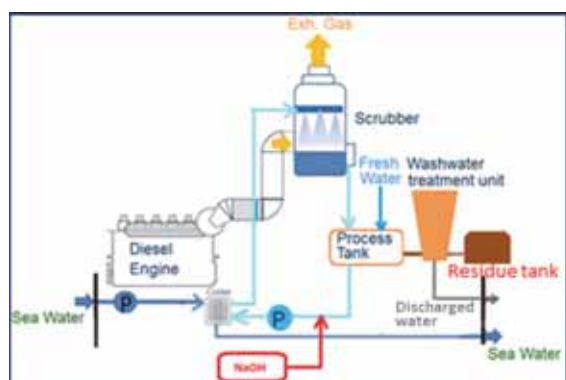 Exh. Gas
Scrubber
Fresh
Water
Washwater
treatment unit
Process
Tank
Diesel
Engine
Residue tank
Discharged
water
Sea Water
P
Cooler
P
NaOH
Sea Water